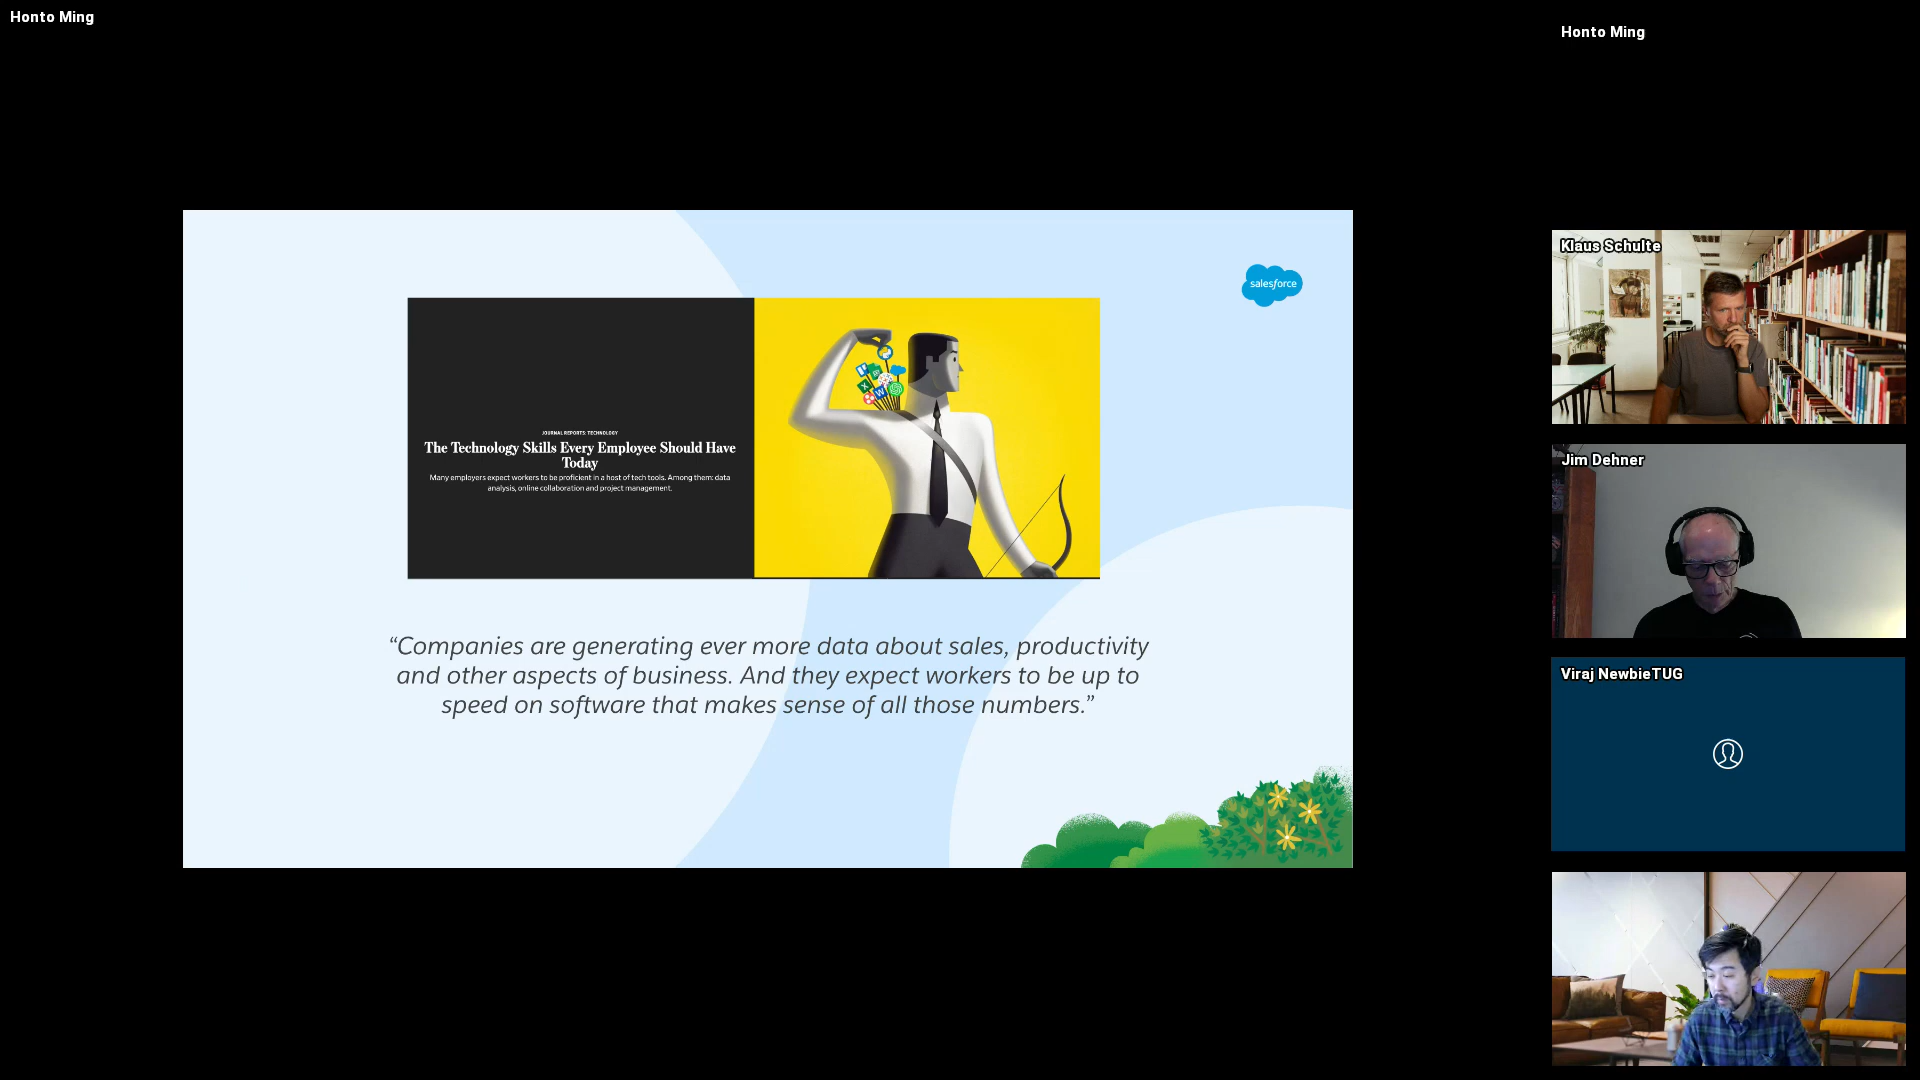 Honto Ming
Honto Ming
salesforce
JOURNAL REPORTS: TECHNOLOGY
The Technology Skills Every Employee Should Have
Today
Many employers expect workers to be proficient in a host of tech tools. Among them: data
analysis, online collaboration and project management.
“Companies are generating ever more data about sales, productivity
and other aspects of business. And they expect workers to be up to
speed on software that makes sense of all those numbers.”
Klaus Schulte
Jim Dehner
Viraj NewbieTUG